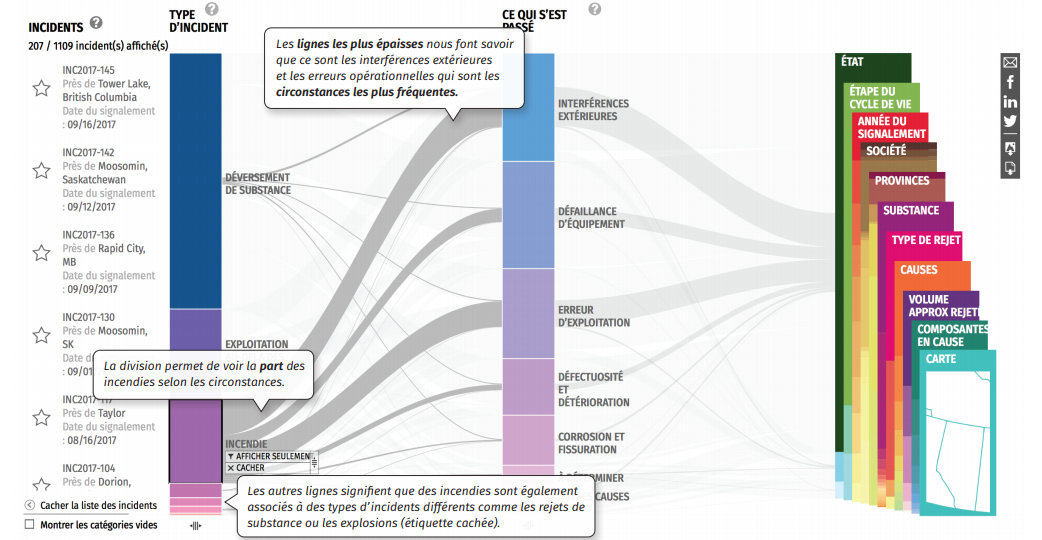 INCIDENTS ?
207 / 1109 incident(s) affiché(s)
INC2017-145
Près de Tower Lake,
British Columbia
Date du signalement
: 09/16/2017
INC2017-142
Près de Moosomin,
Saskatchewan
Date du signalement
: 09/12/2017
INC2017-136
Près de Rapid City,
MB
Date du signalement
: 09/09/2017
INC2017-130
Près de Moosomin,
SK
: 09/01
Près de Taylor
: 08/16/2017
INC2017-104
Près de Dorion,
Cacher la liste des incidents
Montrer les catégories vides
TYPE ?
D'INCIDENT
DÉVERSEMENT
DE SUBSTANCE
EXPLOITATION
INCENDIE
AFFICHER SEULEMEN
CACHER
Les lignes les plus épaisses nous font savoir
que ce sont les interférences extérieures
et les erreurs opérationnelles qui sont les
circonstances les plus fréquentes.
La division permet de voir la part des
incendies selon les circonstances.
Les autres lignes signifient que des incendies sont également
associés à des types d'incidents différents comme les rejets de
substance ou les explosions (étiquette cachée).
CE QUI S'EST ?
PASSÉ
INTERFÉRENCES
EXTÉRIEURES
DÉFAILLANCE
D'ÉQUIPEMENT
ERREUR
D'EXPLOITATION
DÉFECTUOSITÉ
ET
DÉTÉRIORATION
CORROSION ET
FISSURATION
À DÉTERMINER
CAUSES
ÉTAT
ÉTAPE DU
CYCLE DE VIE
ANNÉE DU
SIGNALEMENT
SOCIÉTÉ
PROVINCES
SUBSTANCE
TYPE DE REJET
CAUSES
VOLUME
APPROX REJET
COMPOSANTES
EN CAUSE
CARTE